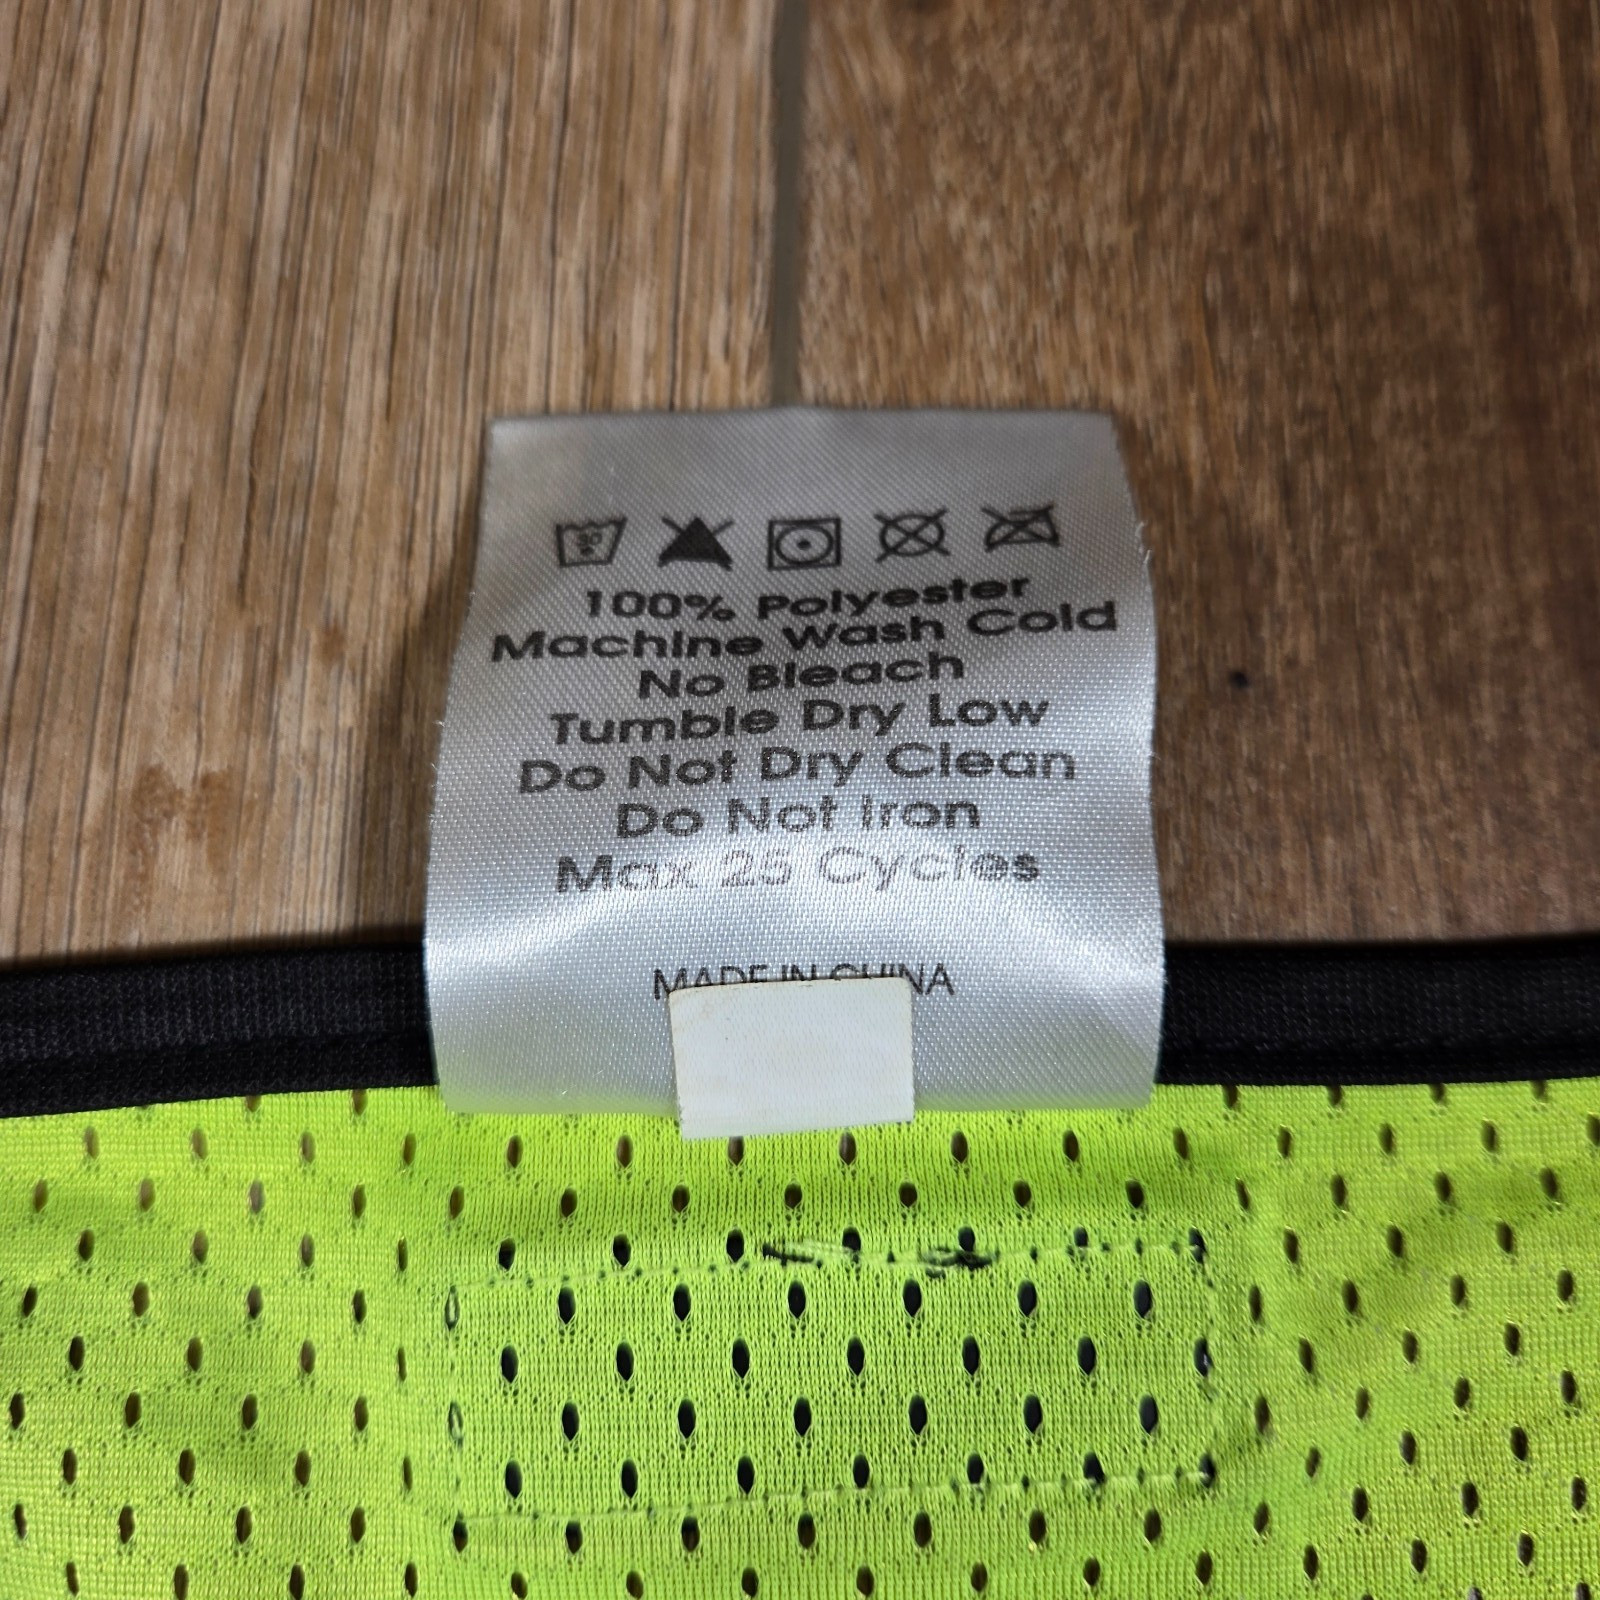 30
100% Polyester
Machine Wash Cold
No Bleach
Tumble Dry Low
Do Not Dry Clean
Do Not Iron
Max 25 Cycles
MADE IN CHINA